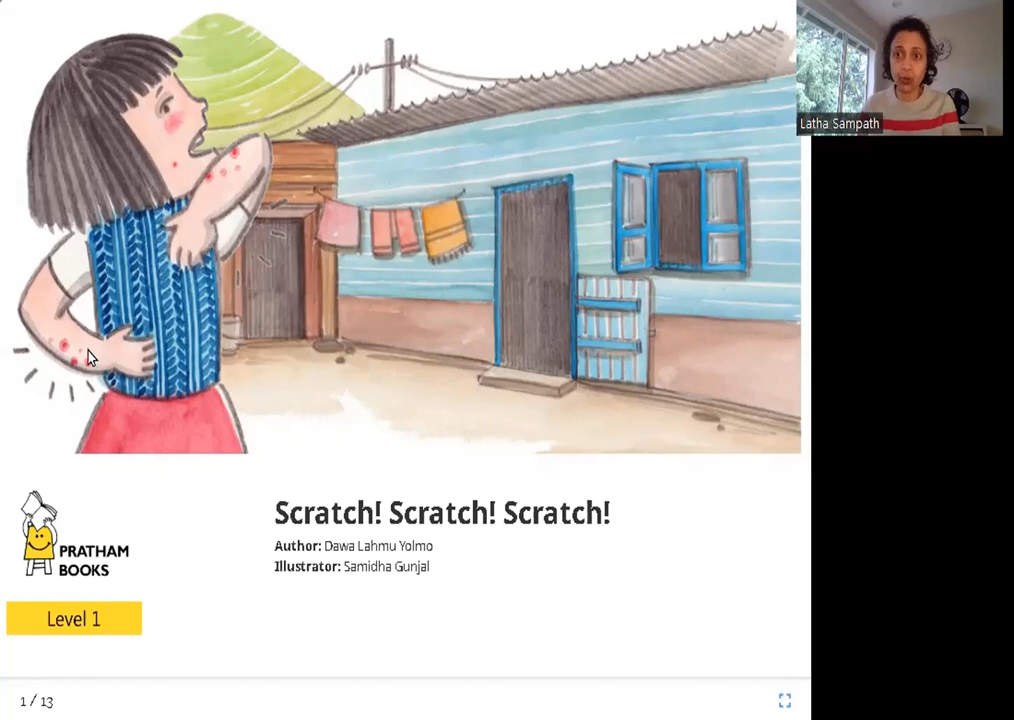 Latha Sampath
Scratch! Scratch! Scratch!
Author: Dawa Lahmu Yolmo
Illustrator: Samidha Gunjal
PRATHAM
BOOKS
Level 1
1 / 13